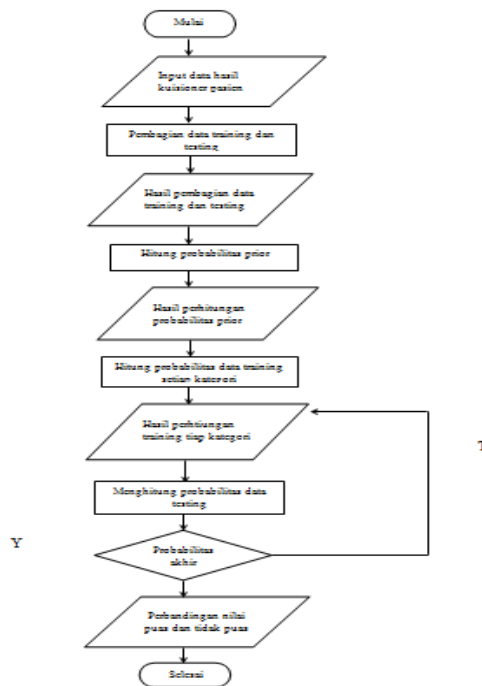 Mulai
Input data hasil
kuisioner pasien
Pembagian data training dan
testing
Hasil pembagian data
training dan testing
Hitung probabilitas prior
Hasil perhitungan
probabilitas prior
Hitung probabilitas data training
setiap kategori
Hasil perhtiungan
training tiap kategori
T
Menghitung probabilitas data
testing
Y
Probabilitas
akhir
Perbandingan nilai
puas dan tidak puas
Selesai